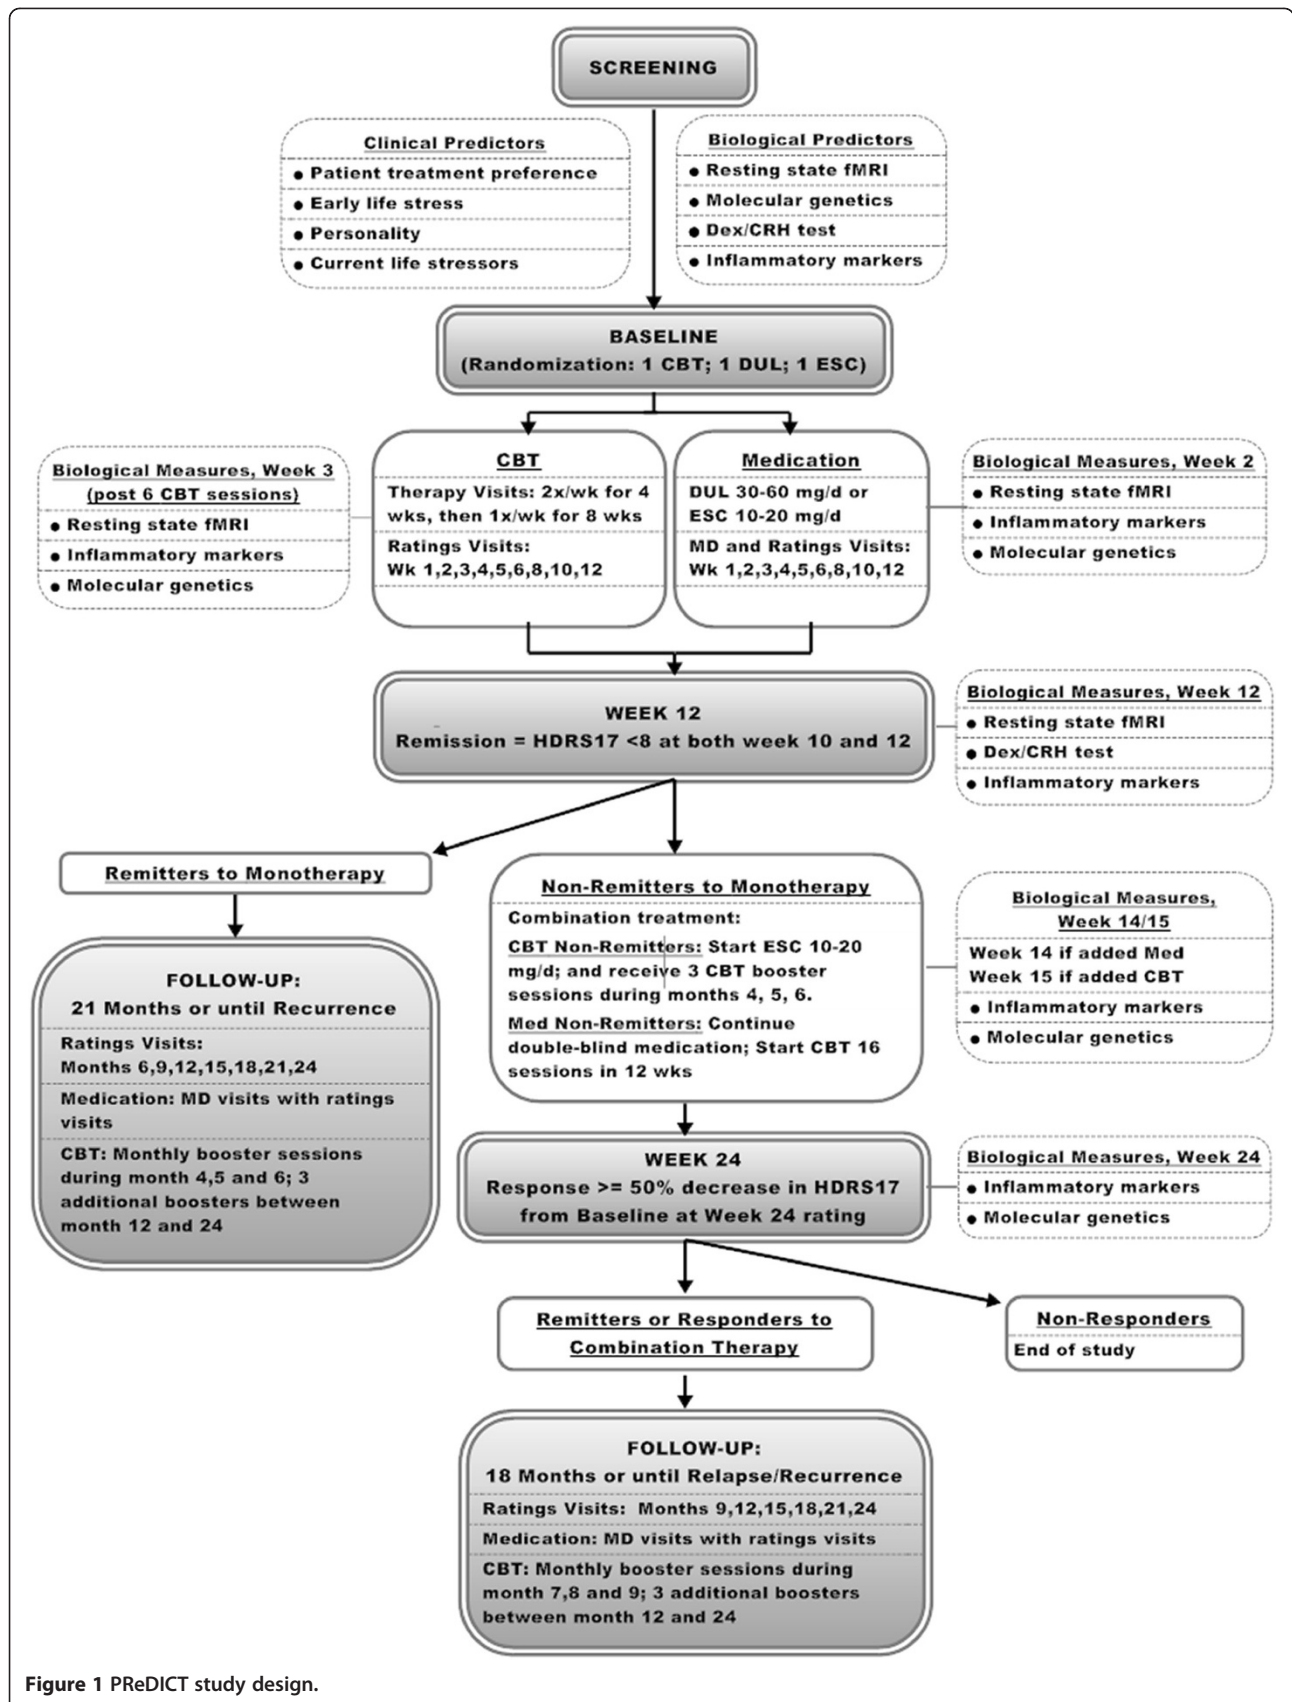 SCREENING
Clinical Predictors
● Patient treatment preference
● Early life stress
● Personality
● Current life stressors
Biological Predictors
● Resting state fMRI
● Molecular genetics
● Dex/CRH test
● Inflammatory markers
BASELINE
(Randomization: 1 CBT; 1 DUL; 1 ESC)
Biological Measures, Week 3
(post 6 CBT sessions)
● Resting state fMRI
● Inflammatory markers
● Molecular genetics
CBT
Therapy Visits: 2x/wk for 4
wks, then 1x/wk for 8 wks
Ratings Visits:
Wk 1,2,3,4,5,6,8,10,12
Medication
DUL 30-60 mg/d or
ESC 10-20 mg/d
MD and Ratings Visits:
Wk 1,2,3,4,5,6,8,10,12
Biological Measures, Week 2
● Resting state fMRI
● Inflammatory markers
● Molecular genetics
WEEK 12
Remission = HDRS17 <8 at both week 10 and 12
Biological Measures, Week 12
● Resting state fMRI
● Dex/CRH test
● Inflammatory markers
Remitters to Monotherapy
FOLLOW-UP:
21 Months or until Recurrence
Ratings Visits:
Months 6,9,12,15,18,21,24
Medication: MD visits with ratings
visits
CBT: Monthly booster sessions
during month 4,5 and 6; 3
additional boosters between
month 12 and 24
Non-Remitters to Monotherapy
Combination treatment:
CBT Non-Remitters: Start ESC 10-20
mg/d; and receive 3 CBT booster
sessions during months 4, 5, 6.
Med Non-Remitters: Continue
double-blind medication; Start CBT 16
sessions in 12 wks
Biological Measures,
Week 14/15
Week 14 if added Med
Week 15 if added CBT
● Inflammatory markers
● Molecular genetics
WEEK 24
Response >= 50% decrease in HDRS17
from Baseline at Week 24 rating
Biological Measures, Week 24
● Inflammatory markers
● Molecular genetics
Remitters or Responders to
Combination Therapy
Non-Responders
End of study
FOLLOW-UP:
18 Months or until Relapse/Recurrence
Ratings Visits: Months 9,12,15,18,21,24
Medication: MD visits with ratings visits
CBT: Monthly booster sessions during
month 7,8 and 9; 3 additional boosters
between month 12 and 24
Figure 1 PReDICT study design.